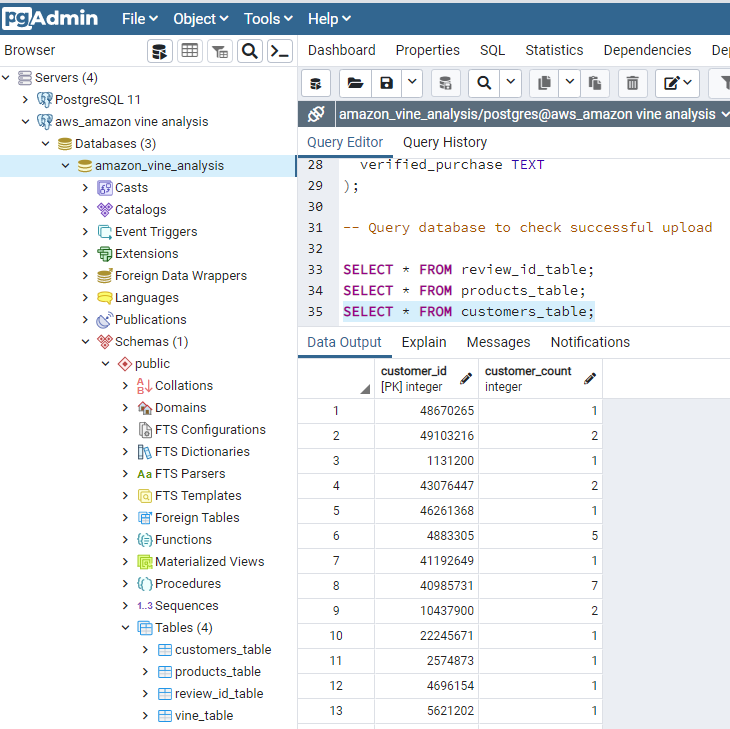 pgAdmin File Object Tools Help
Browser
Dashboard Properties SQL Statistics Dependencies De
Servers (4)
PostgreSQL 11
aws_amazon vine analysis
Databases (3)
amazon_vine_analysis
Casts
Catalogs
Event Triggers
Extensions
Foreign Data Wrappers
Languages
Publications
Schemas (1)
public
Collations
Domains
FTS Configurations
FTS Dictionaries
Aa FTS Parsers
FTS Templates
Foreign Tables
Functions
Materialized Views
Procedures
1..3 Sequences
Tables (4)
customers_table
products_table
review_id_table
vine_table
amazon_vine_analysis/postgres@aws_amazon vine analysis
Query Editor Query History
28 verified_purchase TEXT
29 );
30
31 -- Query database to check successful upload
32
33 SELECT * FROM review_id_table;
34 SELECT * FROM products_table;
35 SELECT * FROM customers_table;
Data Output Explain Messages Notifications
customer_id customer_count
[PK] integer integer
1 48670265 1
2 49103216 2
3 1131200 1
4 43076447 2
5 46261368 1
6 4883305 5
7 41192649 1
8 40985731 7
9 10437900 2
10 22245671 1
11 2574873 1
12 4696154 1
13 5621202 1